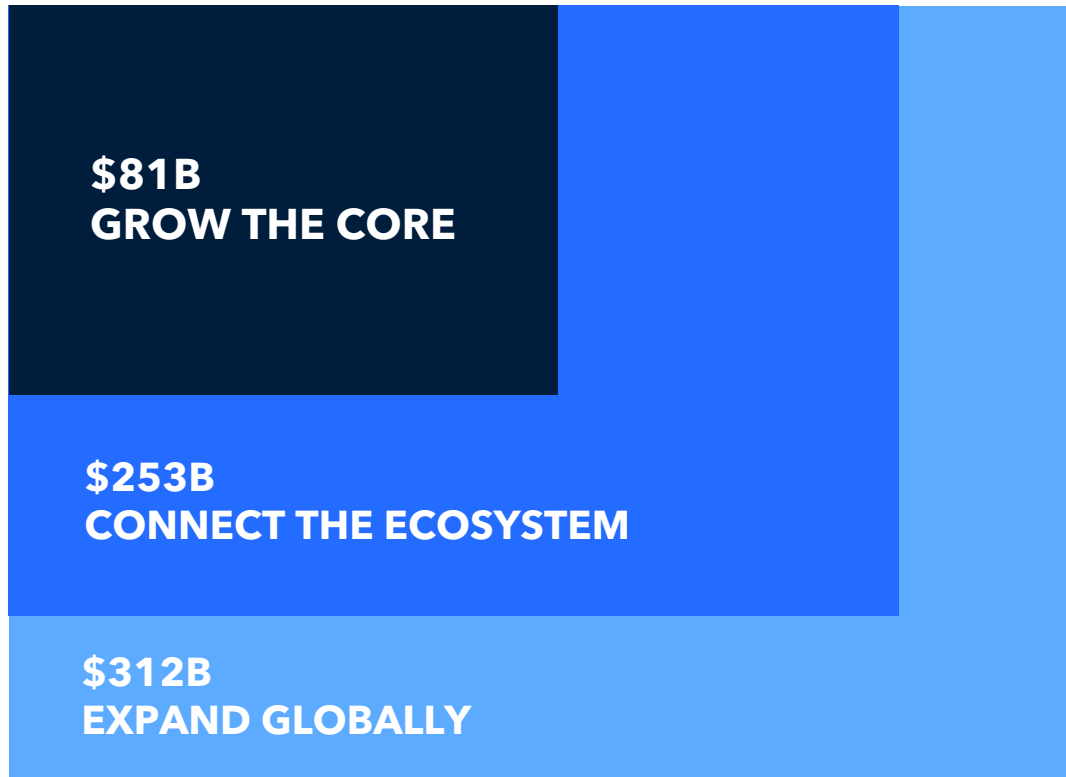 $81B
GROW THE CORE
$253B
CONNECT THE ECOSYSTEM
$312B
EXPAND GLOBALLY